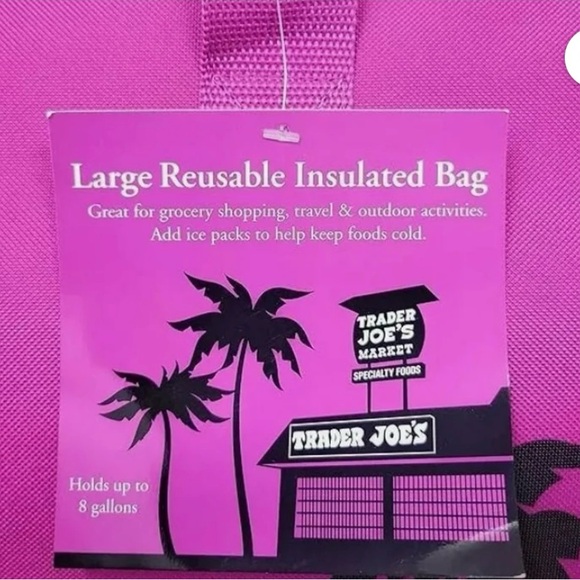 Large Reusable Insulated Bag
Great for grocery shopping, travel & outdoor activities.
Add ice packs to help keep foods cold.
TRADER
JOE'S
MARKET
SPECIALTY FOODS
TRADER JOE'S
Holds up to
8 gallons